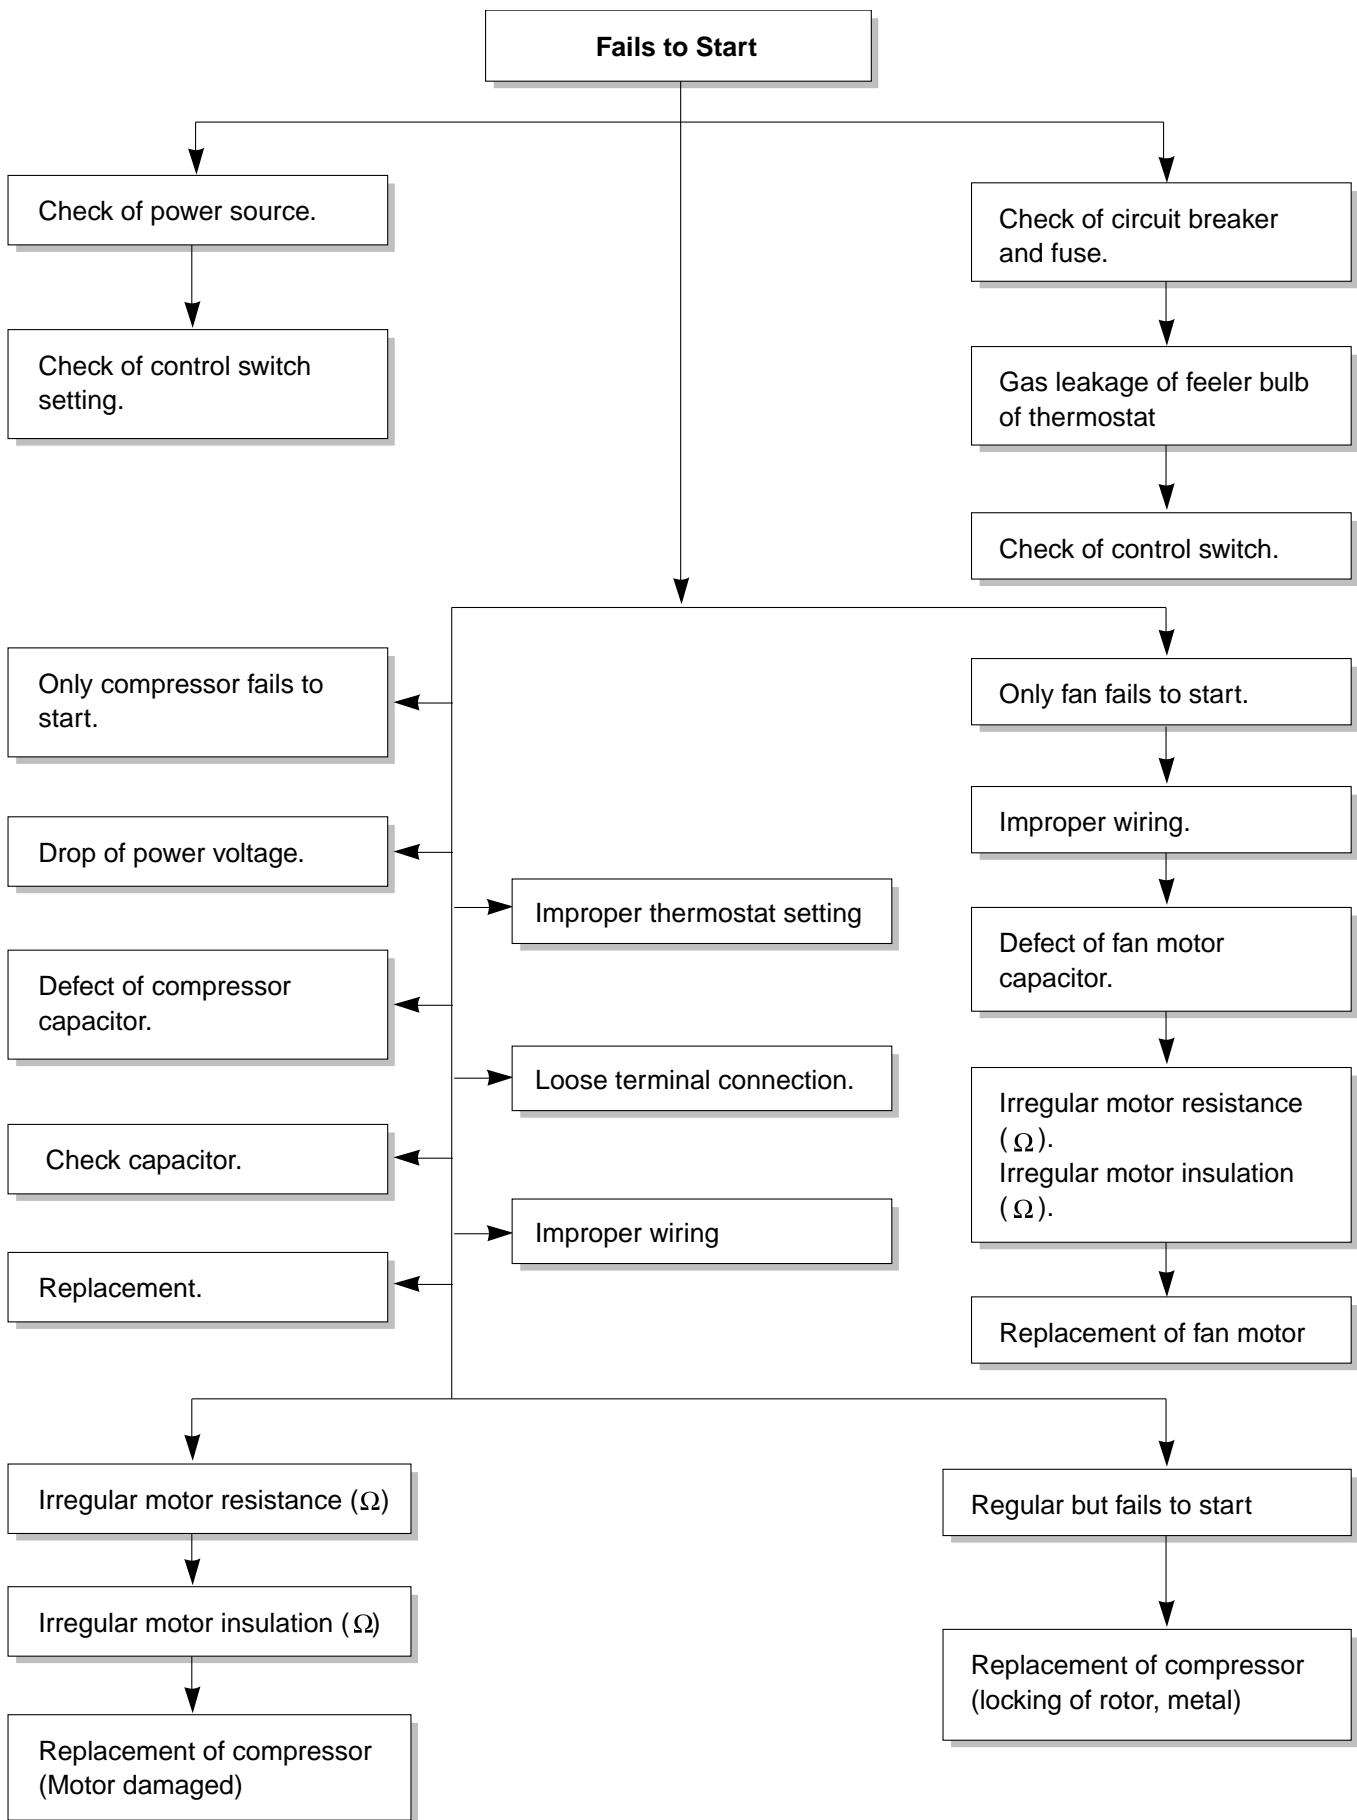 Fails to Start
Check of power source.
Check of control switch
setting.
Check of circuit breaker
and fuse.
Gas leakage of feeler bulb
of thermostat
Check of control switch.
Only compressor fails to
start.
Drop of power voltage.
Defect of compressor
capacitor.
Check capacitor.
Replacement.
Improper thermostat setting
Loose terminal connection.
Improper wiring
Only fan fails to start.
Improper wiring.
Defect of fan motor
capacitor.
Irregular motor resistance
(Ω).
Irregular motor insulation
(Ω).
Replacement of fan motor
Irregular motor resistance (Ω)
Irregular motor insulation (Ω)
Replacement of compressor
(Motor damaged)
Regular but fails to start
Replacement of compressor
(locking of rotor, metal)